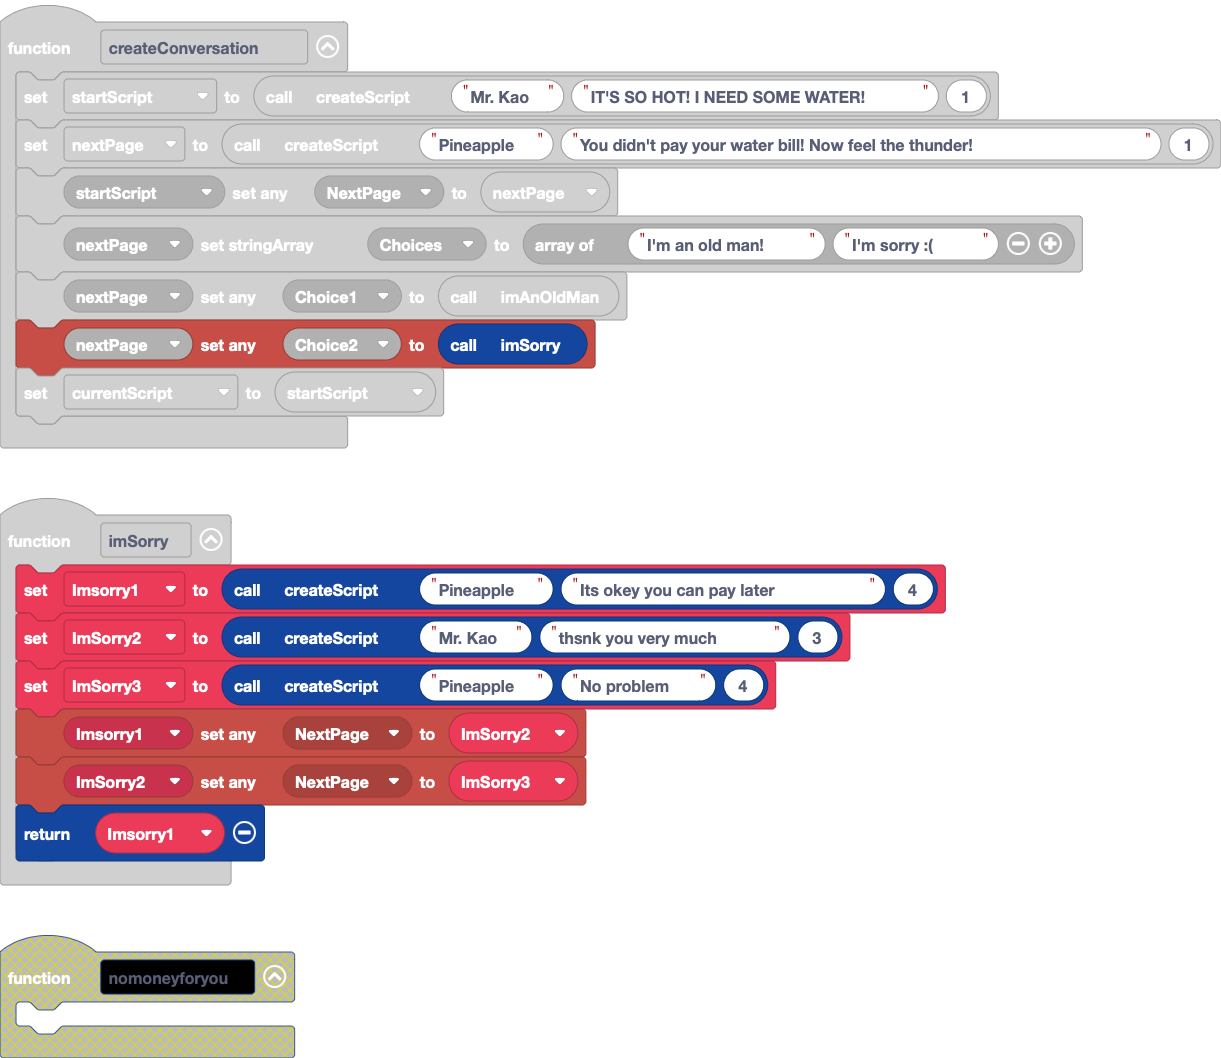 function createConversation
set startScript to call createScript "Mr. Kao" "IT'S SO HOT! I NEED SOME WATER!" 1
set nextPage to call createScript "Pineapple" "You didn't pay your water bill! Now feel the thunder!" 1
startScript set any NextPage to nextPage
nextPage set stringArray Choices to array of "I'm an old man!" "I'm sorry :("
nextPage set any Choice1 to call imAnOldMan
nextPage set any Choice2 to call imSorry
set currentScript to startScript
function imSorry
set Imsorry1 to call createScript "Pineapple" "Its okey you can pay later" 4
set ImSorry2 to call createScript "Mr. Kao" "thsnk you very much" 3
set ImSorry3 to call createScript "Pineapple" "No problem" 4
Imsorry1 set any NextPage to ImSorry2
ImSorry2 set any NextPage to ImSorry3
return Imsorry1
function nomoneyforyou